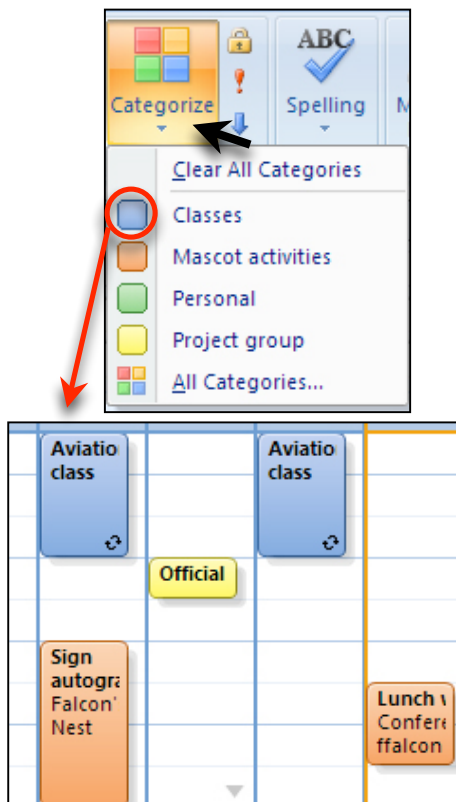 ABC
Categorize
Spelling
Clear All Categories
Classes
Mascot activities
Personal
Project group
All Categories...
Aviatio
class
Aviatio
class
Official
Sign
autogra
Falcon'
Nest
Lunch
Confere
ffalcon